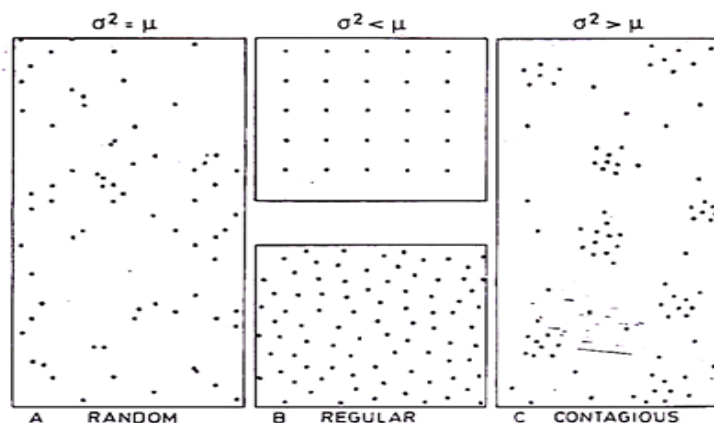 σ² = μ
σ² < μ
σ² > μ
A RANDOM
B REGULAR
C CONTAGIOUS